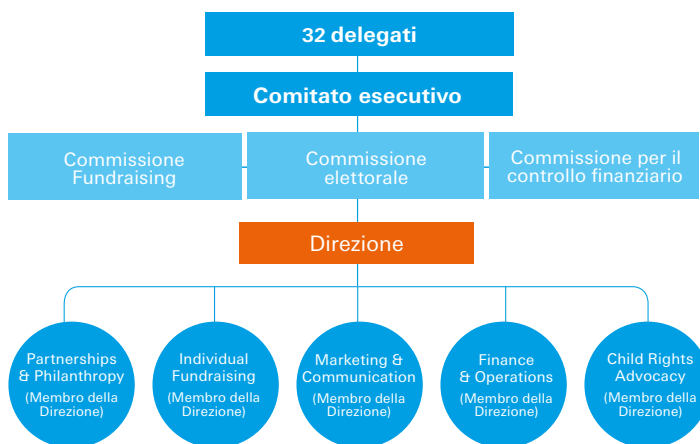 32 delegati
Comitato esecutivo
Commissione
Fundraising
Commissione
elettorale
Commissione per il
controllo finanziario
Direzione
Partnerships
& Philanthropy
(Membro della
Direzione)
Individual
Fundraising
(Membro della
Direzione)
Marketing &
Communication
(Membro della
Direzione)
Finance
& Operations
(Membro della
Direzione)
Child Rights
Advocacy
(Membro della
Direzione)